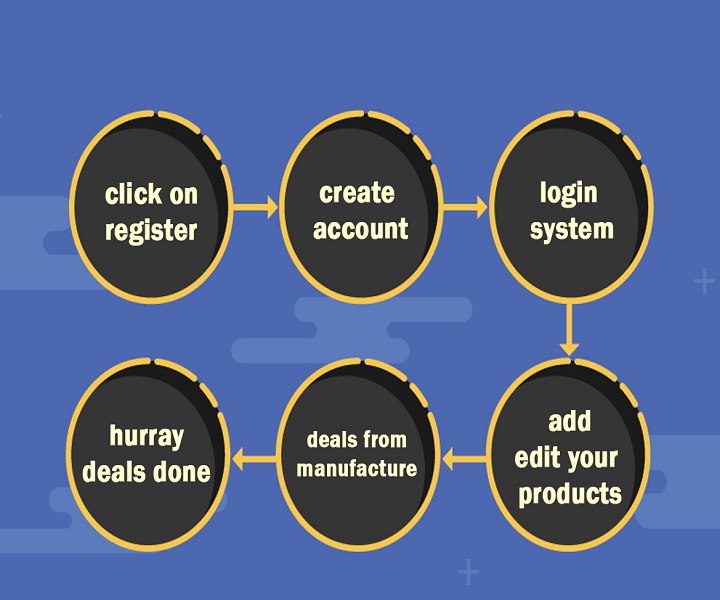 click on
register
create
account
login
system
add
edit your
products
deals from
manufacture
hurray
deals done